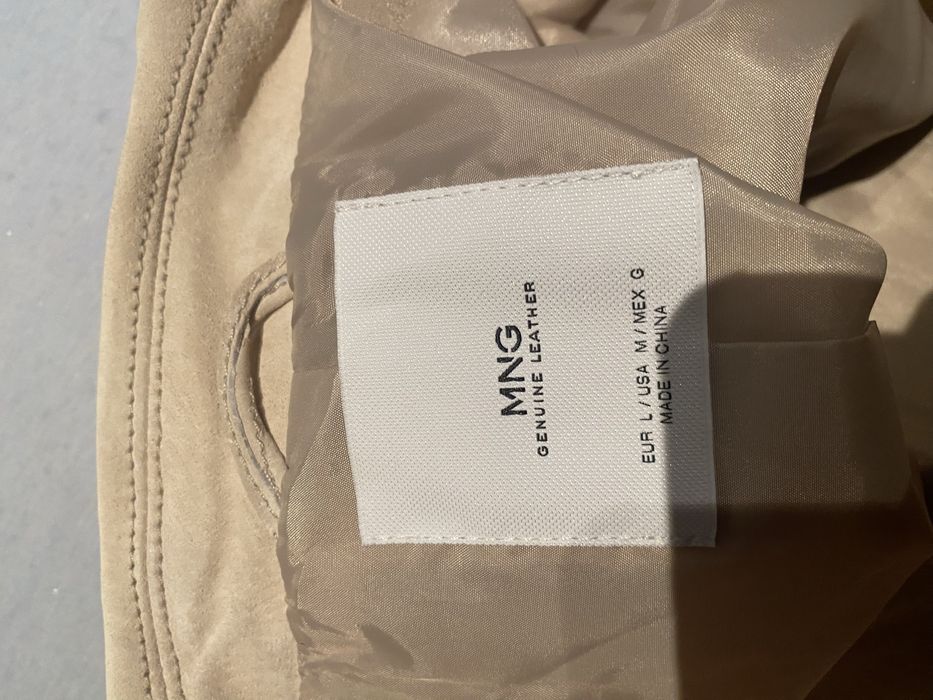 MNG
GENUINE LEATHER
EUR L / USA M / MEX G
MADE IN CHINA